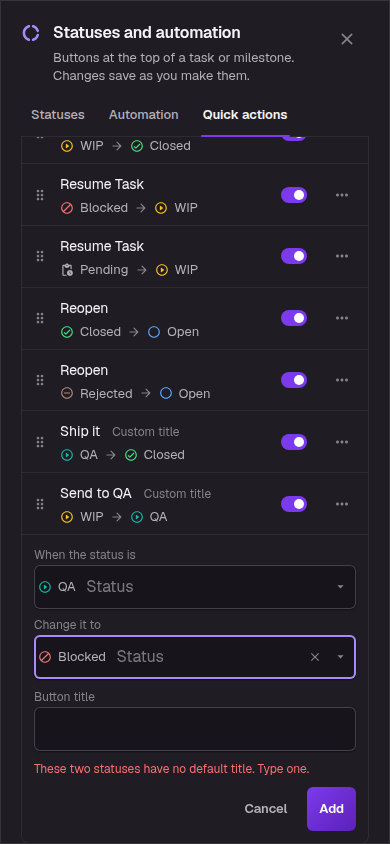 Statuses and automation
Buttons at the top of a task or milestone.
Changes save as you make them.
Statuses Automation Quick actions
WIP → Closed
Resume Task
Blocked → WIP
Resume Task
Pending → WIP
Reopen
Closed → Open
Reopen
Rejected → Open
Ship it Custom title
QA → Closed
Send to QA Custom title
WIP → QA
When the status is
QA Status
Change it to
Blocked Status
Button title
These two statuses have no default title. Type one.
Cancel Add